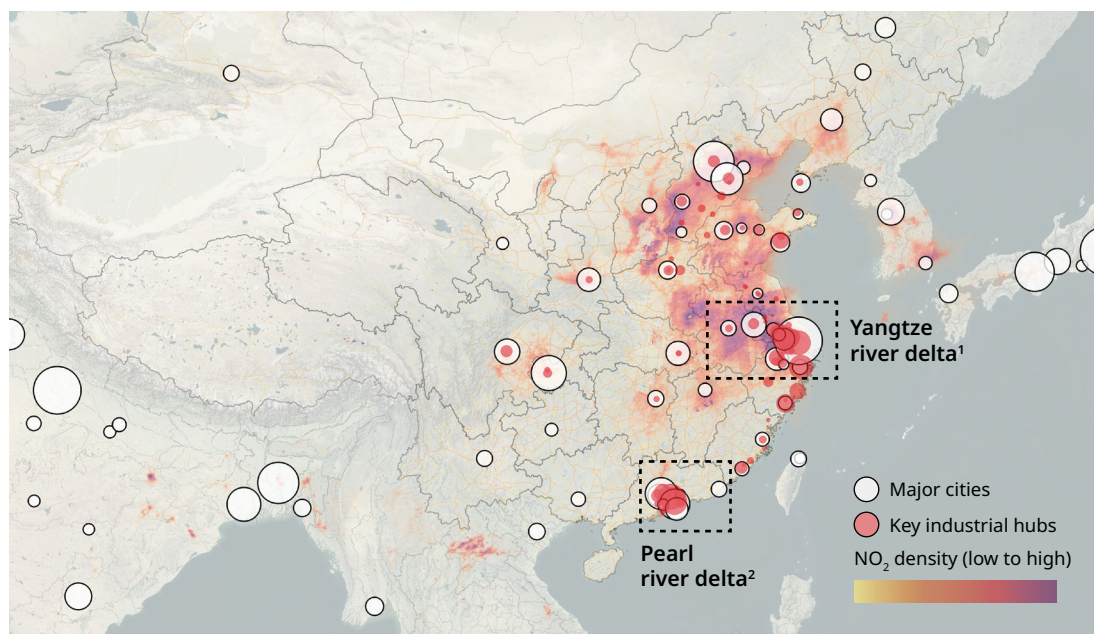 Yangtze
river delta¹
Major cities
Key industrial hubs
NO₂ density (low to high)
Pearl
river delta²